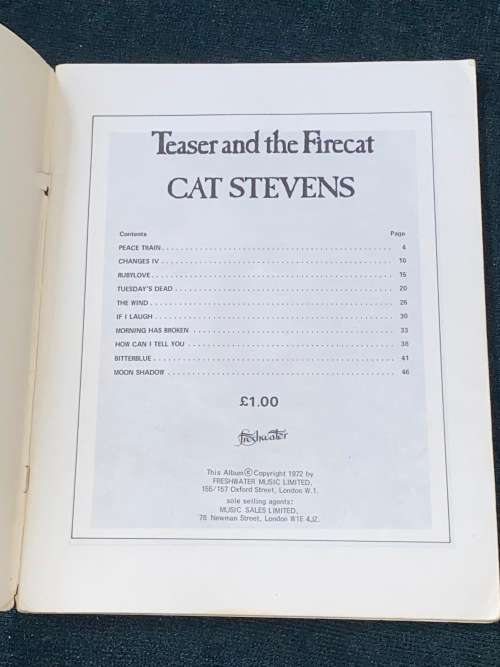 Teaser and the Firecat
CAT STEVENS
Contents Page
PEACE TRAIN 4
CHANGES IV 10
RUBYLOVE 15
TUESDAY'S DEAD 20
THE WIND 26
IF I LAUGH 30
MORNING HAS BROKEN 33
HOW CAN I TELL YOU 38
BITTERBLUE 41
MOON SHADOW 46
£1.00
freshwater
This Album © Copyright 1972 by
FRESHWATER MUSIC LIMITED,
155/157 Oxford Street, London W.1.
sole selling agents:
MUSIC SALES LIMITED,
78 Newman Street, London W1E 4JZ.